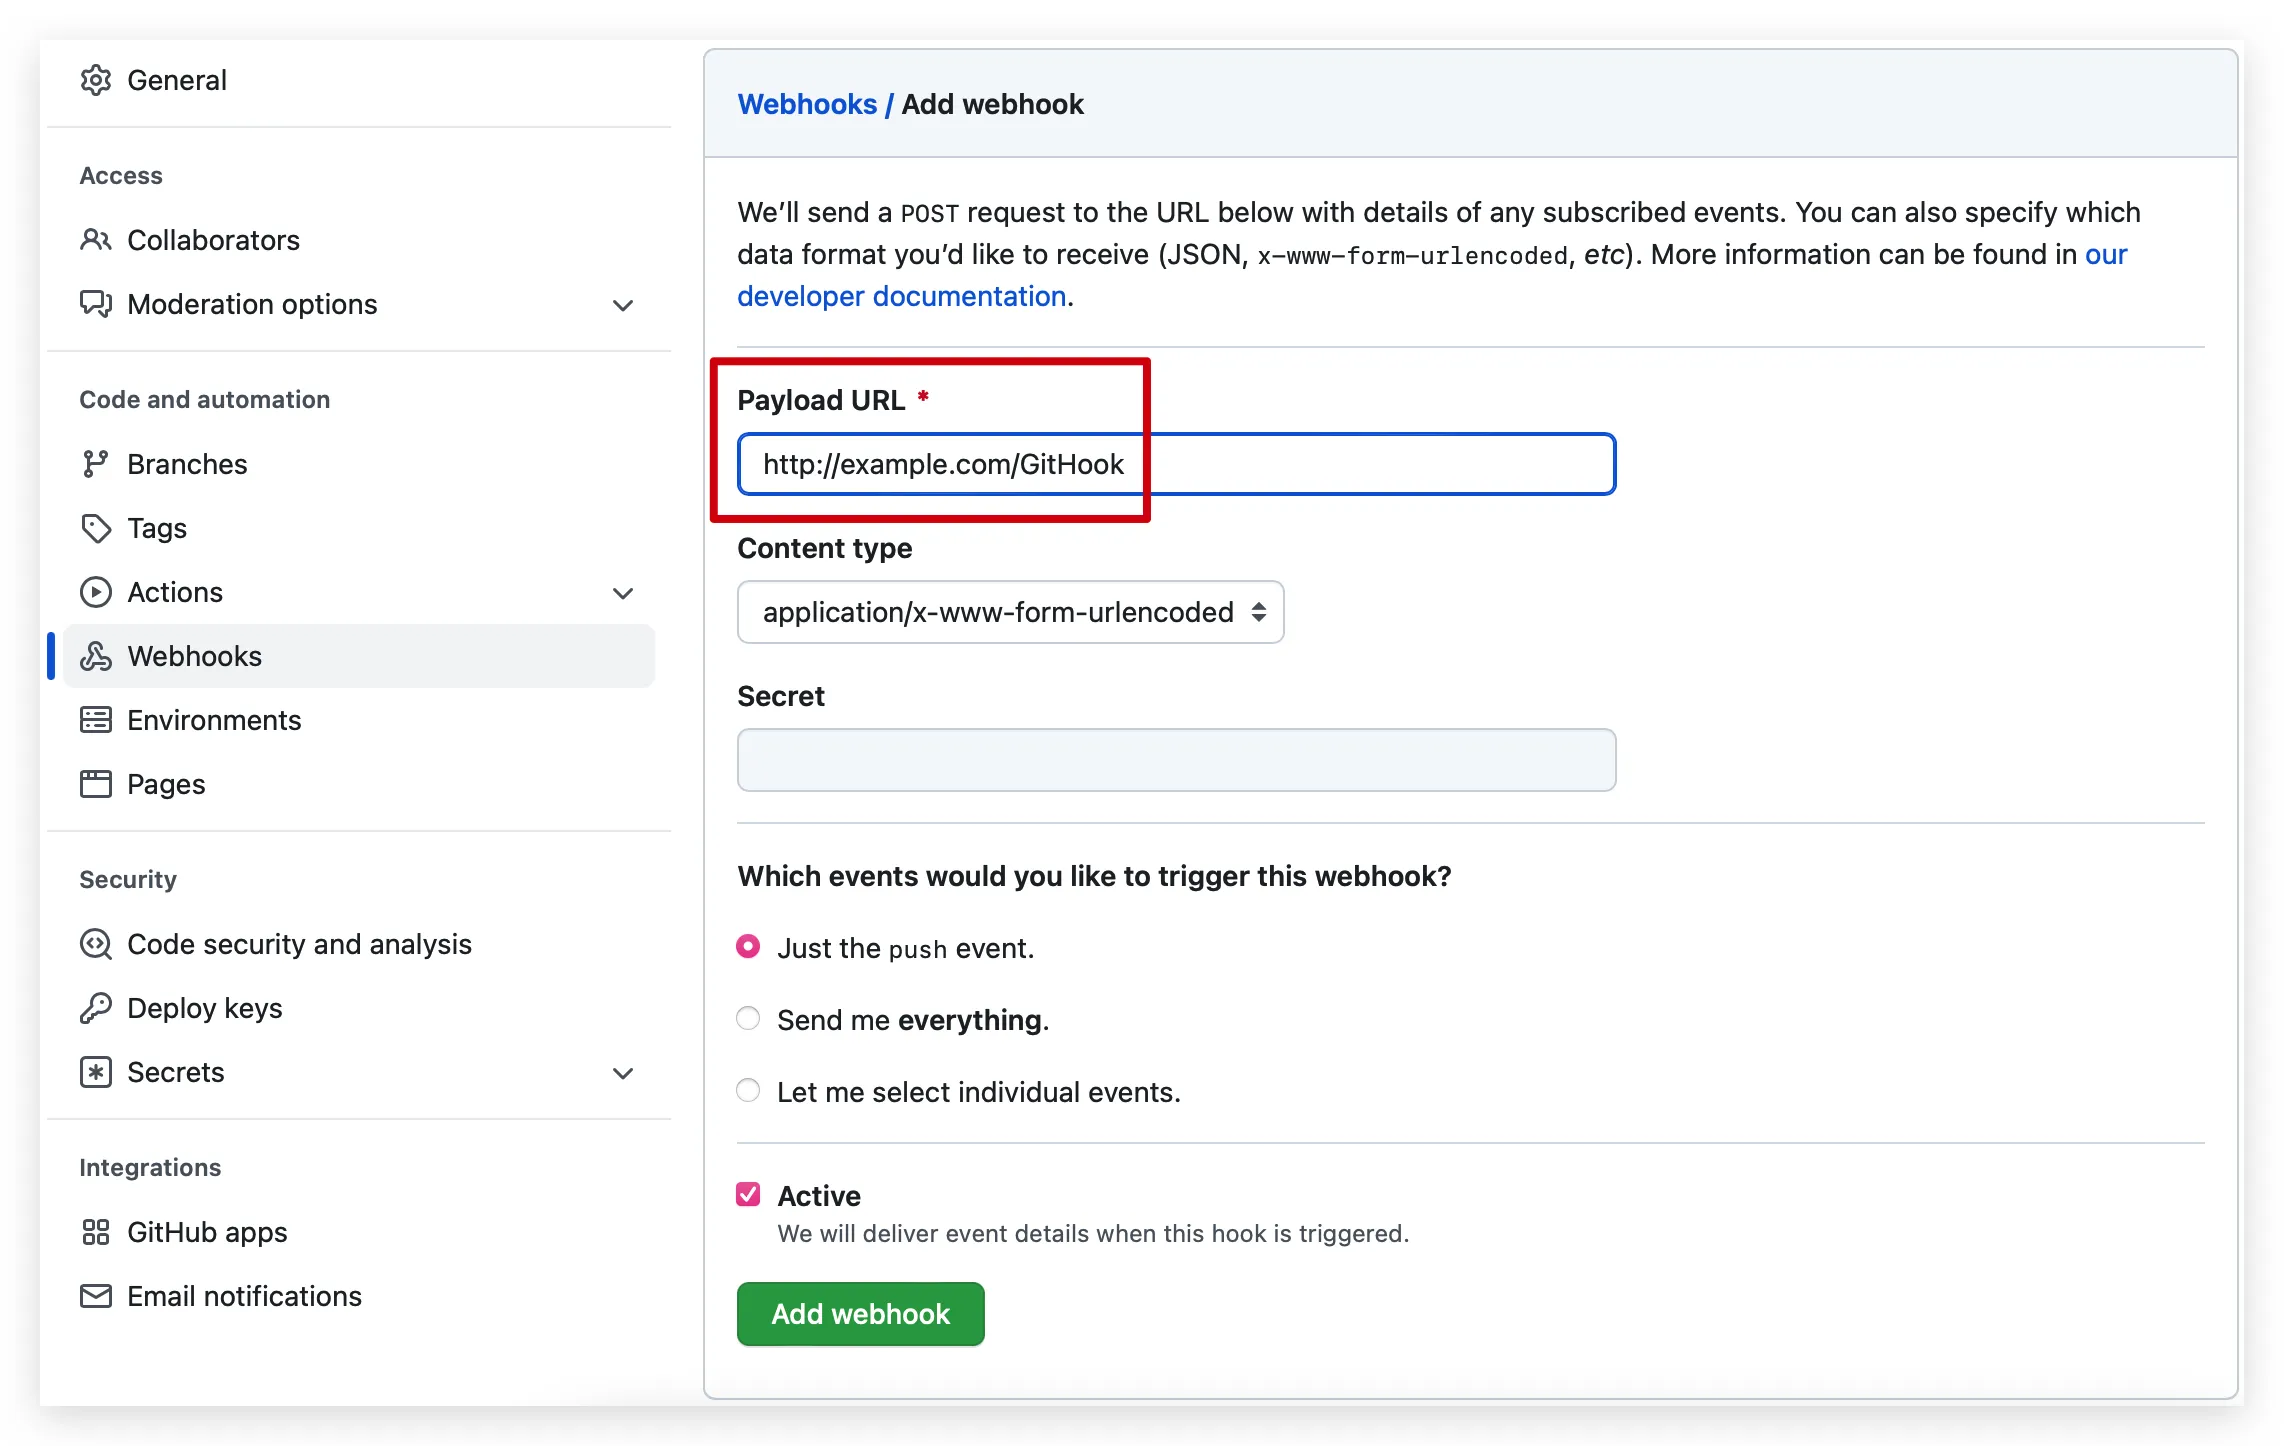 General
Access
Collaborators
Moderation options
Code and automation
Branches
Tags
Actions
Webhooks
Environments
Pages
Security
Code security and analysis
Deploy keys
Secrets
Integrations
GitHub apps
Email notifications
Webhooks / Add webhook
We’ll send a POST request to the URL below with details of any subscribed events. You can also specify which
data format you’d like to receive (JSON, x-www-form-urlencoded, etc). More information can be found in our
developer documentation.
Payload URL *
http://example.com/GitHook
Content type
application/x-www-form-urlencoded
Secret
Which events would you like to trigger this webhook?
Just the push event.
Send me everything.
Let me select individual events.
Active
We will deliver event details when this hook is triggered.
Add webhook